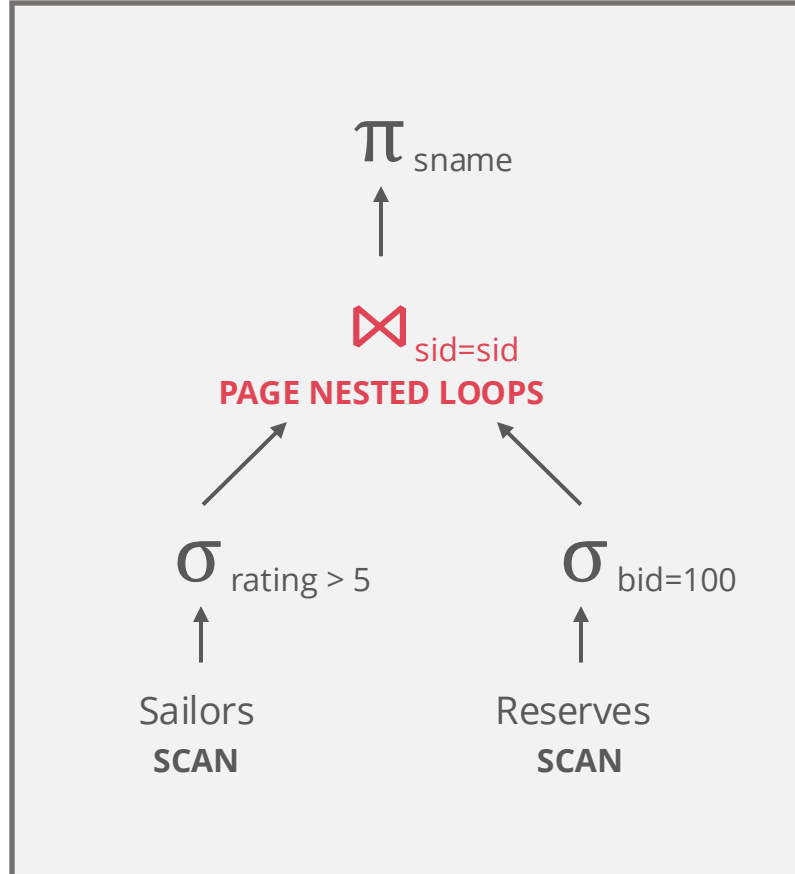 π sname
⋈ sid=sid
PAGE NESTED LOOPS
σ rating > 5
σ bid=100
Sailors
SCAN
Reserves
SCAN